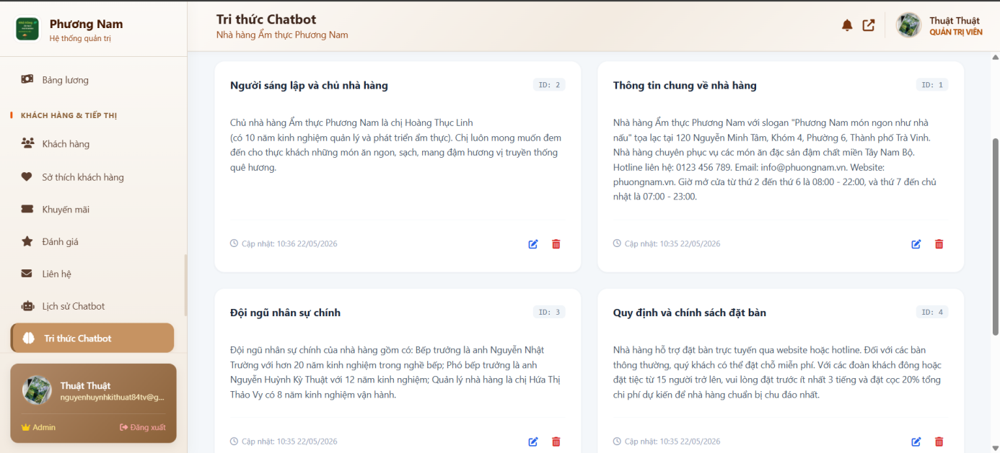 Phương Nam
Hệ thống quản trị
Tri thức Chatbot
Nhà hàng Ẩm thực Phương Nam
Thuật Thuật
QUẢN TRỊ VIÊN
Bảng lương
KHÁCH HÀNG & TIẾP THỊ
Khách hàng
Sở thích khách hàng
Khuyến mãi
Đánh giá
Liên hệ
Lịch sử Chatbot
Tri thức Chatbot
Thuật Thuật
nguyenhuynhkithuat84tv@g...
Admin
Đăng xuất
Người sáng lập và chủ nhà hàng
ID: 2
Chủ nhà hàng Ẩm thực Phương Nam là chị Hoàng Thục Linh
(có 10 năm kinh nghiệm quản lý và phát triển ẩm thực). Chị luôn mong muốn đem
đến cho thực khách những món ăn ngon, sạch, mang đậm hương vị truyền thống
quê hương.
Cập nhật: 10:36 22/05/2026
Thông tin chung về nhà hàng
ID: 1
Nhà hàng Ẩm thực Phương Nam với slogan "Phương Nam món ngon như nhà
nấu" tọa lạc tại 120 Nguyễn Minh Tâm, Khóm 4, Phường 6, Thành phố Trà Vinh.
Nhà hàng chuyên phục vụ các món ăn đặc sản đậm chất miền Tây Nam Bộ.
Hotline liên hệ: 0123 456 789. Email: info@phuongnam.vn. Website:
phuongnam.vn. Giờ mở cửa từ thứ 2 đến thứ 6 là 08:00 - 22:00, và thứ 7 đến chủ
nhật là 07:00 - 23:00.
Cập nhật: 10:35 22/05/2026
Đội ngũ nhân sự chính
ID: 3
Đội ngũ nhân sự chính của nhà hàng gồm có: Bếp trưởng là anh Nguyễn Nhật
Trường với hơn 20 năm kinh nghiệm trong nghề bếp; Phó bếp trưởng là anh
Nguyễn Huỳnh Kỳ Thuật với 12 năm kinh nghiệm; Quản lý nhà hàng là chị Hứa Thị
Thảo Vy có 8 năm kinh nghiệm vận hành.
Cập nhật: 10:35 22/05/2026
Quy định và chính sách đặt bàn
ID: 4
Nhà hàng hỗ trợ đặt bàn trực tuyến qua website hoặc hotline. Đối với các bàn
thông thường, quý khách có thể đặt chỗ miễn phí. Với các đoàn khách đông hoặc
đặt tiệc từ 15 người trở lên, vui lòng đặt trước ít nhất 3 tiếng và đặt cọc 20% tổng
chi phí dự kiến để nhà hàng chuẩn bị chu đáo nhất.
Cập nhật: 10:35 22/05/2026